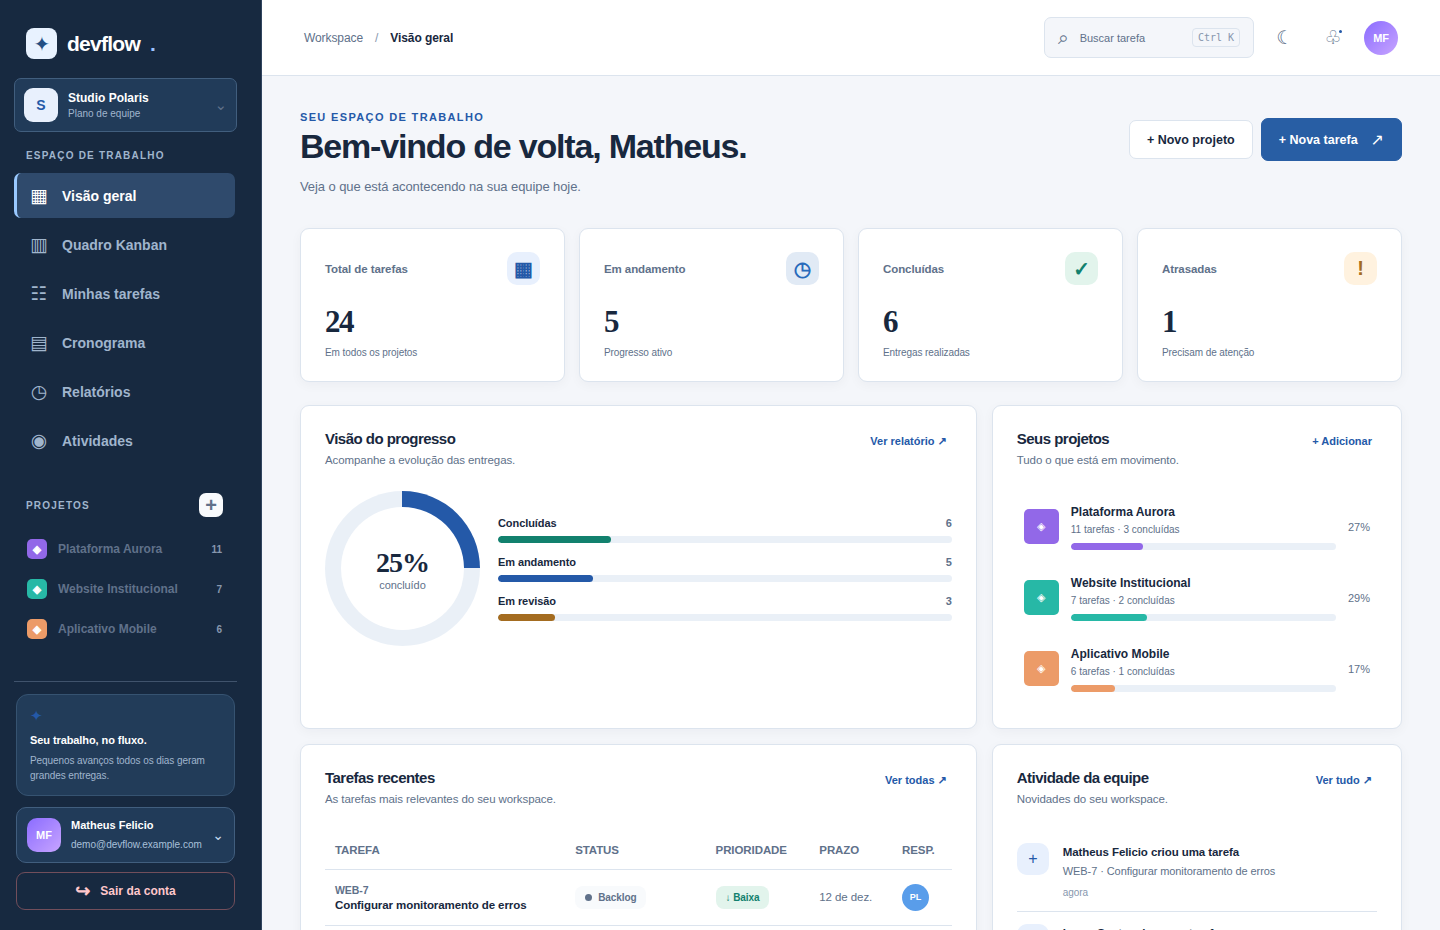 devflow.
S
Studio Polaris
Plano de equipe
ESPAÇO DE TRABALHO
Visão geral
Quadro Kanban
Minhas tarefas
Cronograma
Relatórios
Atividades
PROJETOS
+
Plataforma Aurora 11
Website Institucional 7
Aplicativo Mobile 6
Seu trabalho, no fluxo.
Pequenos avanços todos os dias geram
grandes entregas.
MF
Matheus Felicio
demo@devflow.example.com
Sair da conta
Workspace / Visão geral
Buscar tarefa Ctrl K
MF
SEU ESPAÇO DE TRABALHO
Bem-vindo de volta, Matheus.
Veja o que está acontecendo na sua equipe hoje.
+ Novo projeto
+ Nova tarefa ↗
Total de tarefas
24
Em todos os projetos
Em andamento
5
Progresso ativo
Concluídas
✓
6
Entregas realizadas
Atrasadas
!
1
Precisam de atenção
Visão do progresso
Ver relatório ↗
Acompanhe a evolução das entregas.
25%
concluído
Concluídas 6
Em andamento 5
Em revisão 3
Seus projetos
+ Adicionar
Tudo o que está em movimento.
Plataforma Aurora
11 tarefas · 3 concluídas
27%
Website Institucional
7 tarefas · 2 concluídas
29%
Aplicativo Mobile
6 tarefas · 1 concluídas
17%
Tarefas recentes
Ver todas ↗
As tarefas mais relevantes do seu workspace.
TAREFA STATUS PRIORIDADE PRAZO RESP.
WEB-7
Configurar monitoramento de erros
Backlog
↓ Baixa
12 de dez.
PL
Atividade da equipe
Ver tudo ↗
Novidades do seu workspace.
+
Matheus Felicio criou uma tarefa
WEB-7 · Configurar monitoramento de erros
agora